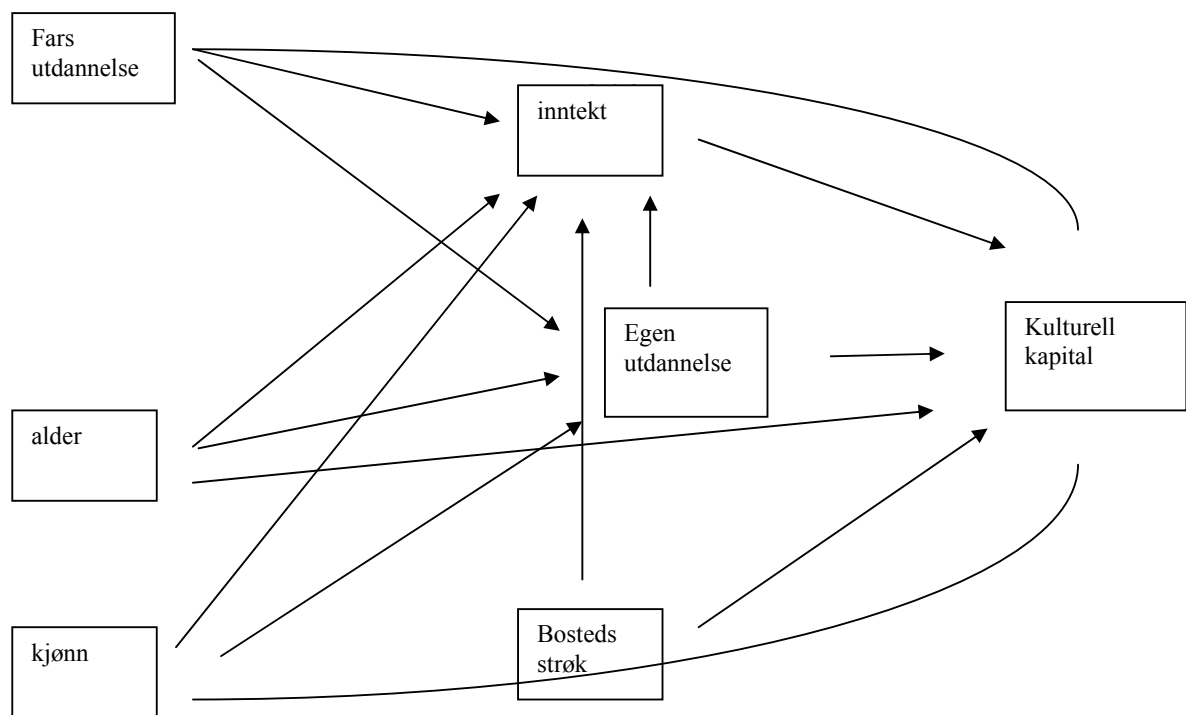 Fars
utdannelse
inntekt
Egen
utdannelse
Kulturell
kapital
alder
kjønn
Bosteds
strøk